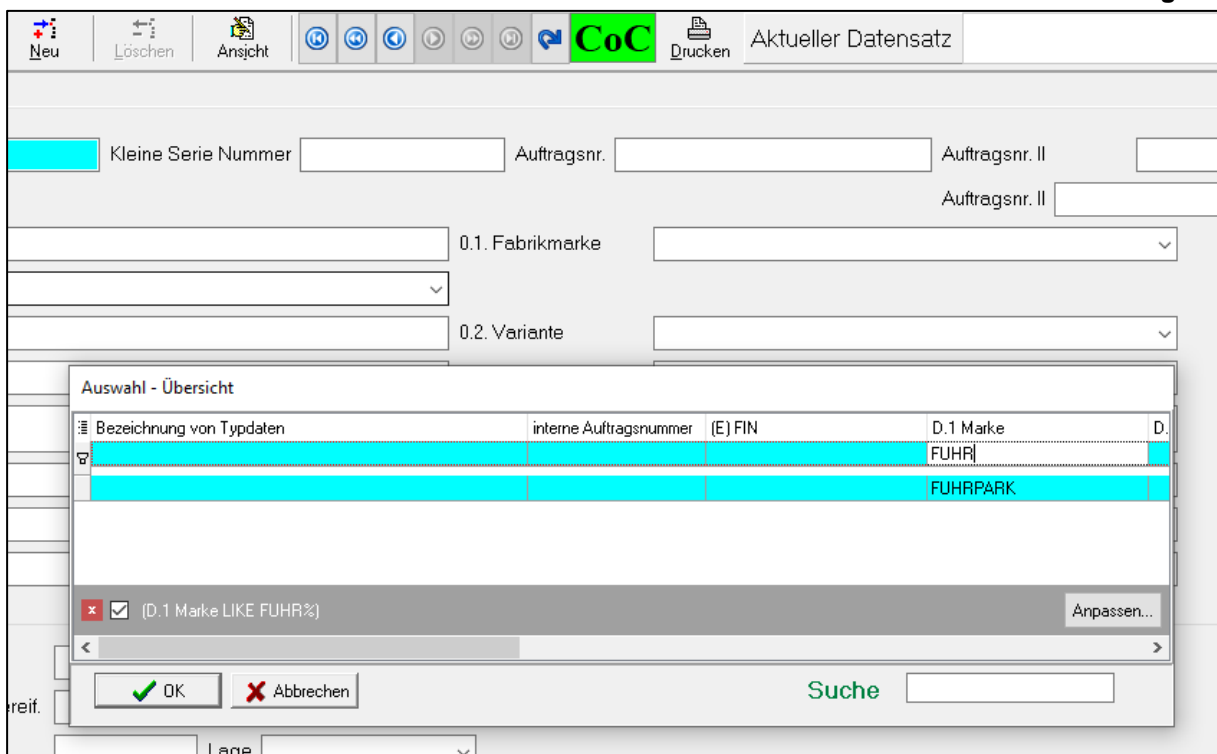 Neu
Löschen
Ansicht
CoC
Drucken
Aktueller Datensatz
Kleine Serie Nummer
Auftragsnr.
Auftragsnr. II
Auftragsnr. II
0.1. Fabrikmarke
0.2. Variante
Auswahl - Übersicht
Bezeichnung von Typdaten interne Auftragsnummer (E) FIN D.1 Marke D.
FUHR
FUHRPARK
x (D.1 Marke LIKE FUHR%) Anpassen...
OK Abbrechen Suche
reif.
Lage